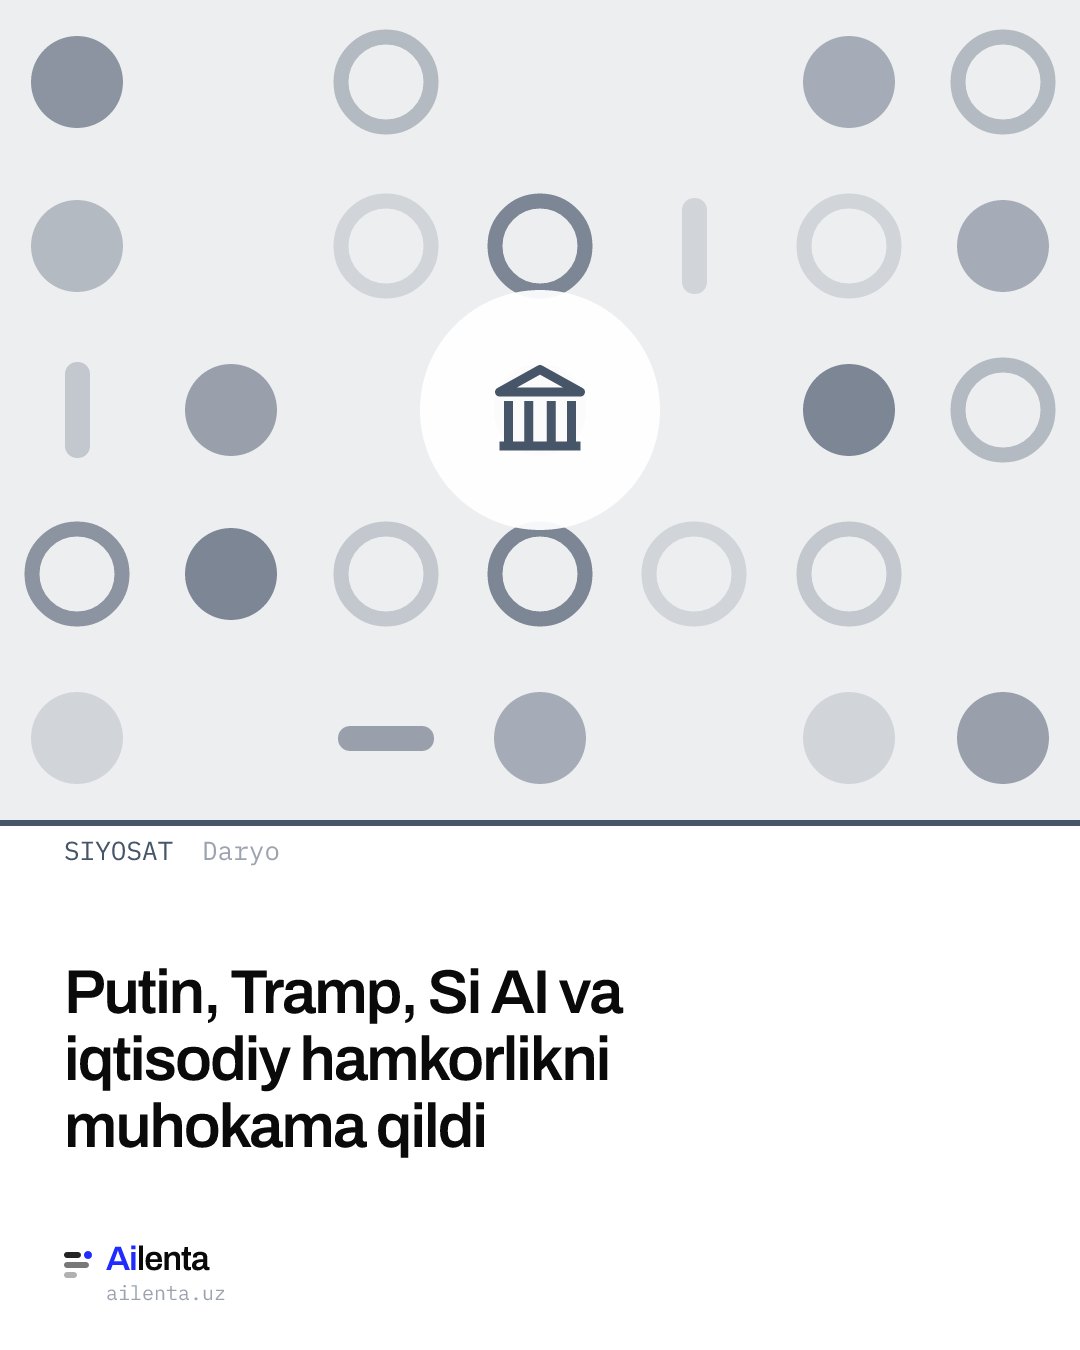 SIYOSAT Daryo
Putin, Tramp, Si AI va
iqtisodiy hamkorlikni
muhokama qildi
Ailenta
ailenta.uz